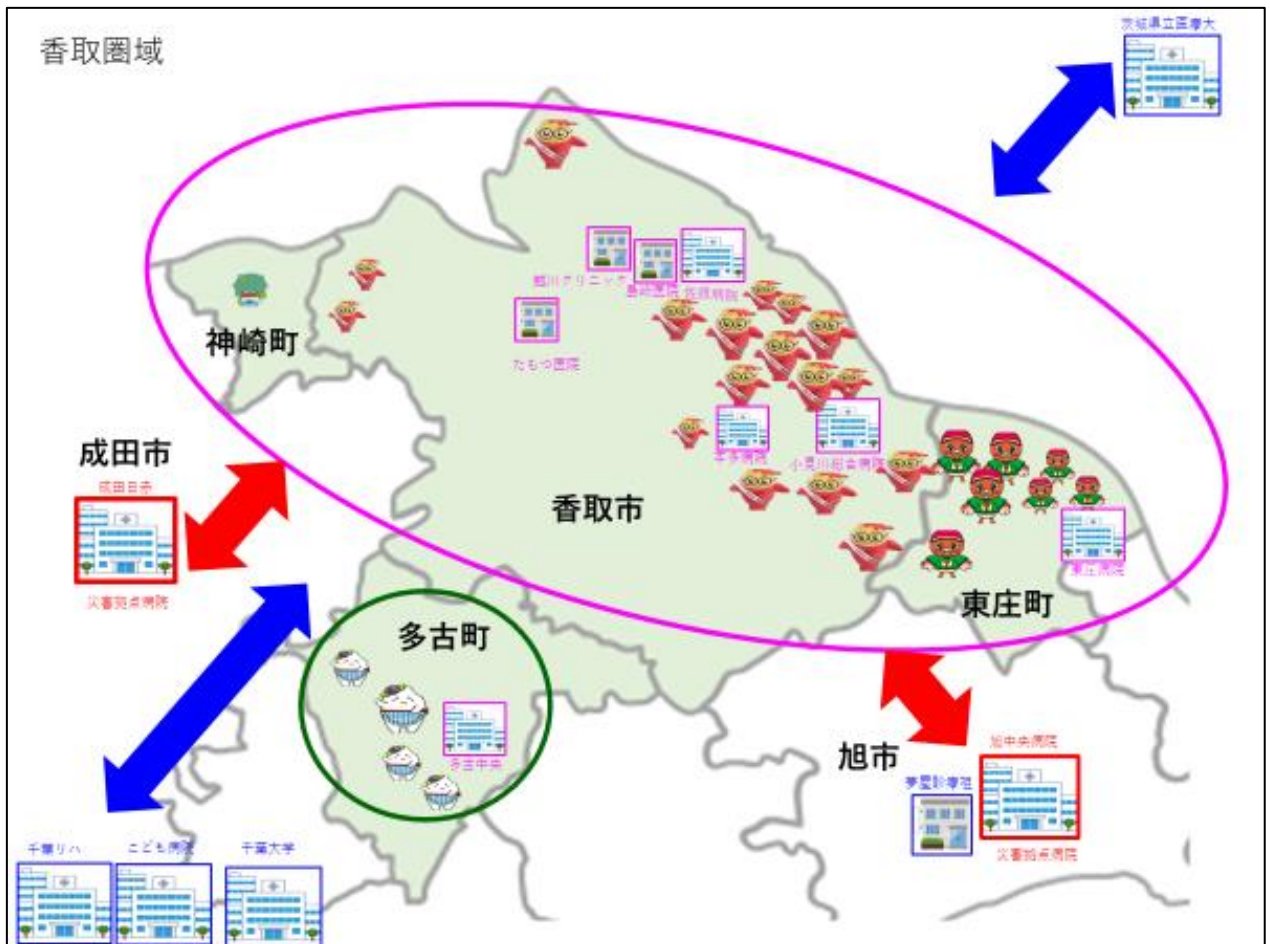 香取圏域
茨城県立医療大
神崎町
たもつ医院
佐原病院
成田市
成田日赤
災害拠点病院
香取市
小見川総合病院
東庄病院
東庄町
多古町
多古中央
旭市
旭中央病院
災害拠点病院
千葉リハ
こども病院
千葉大学